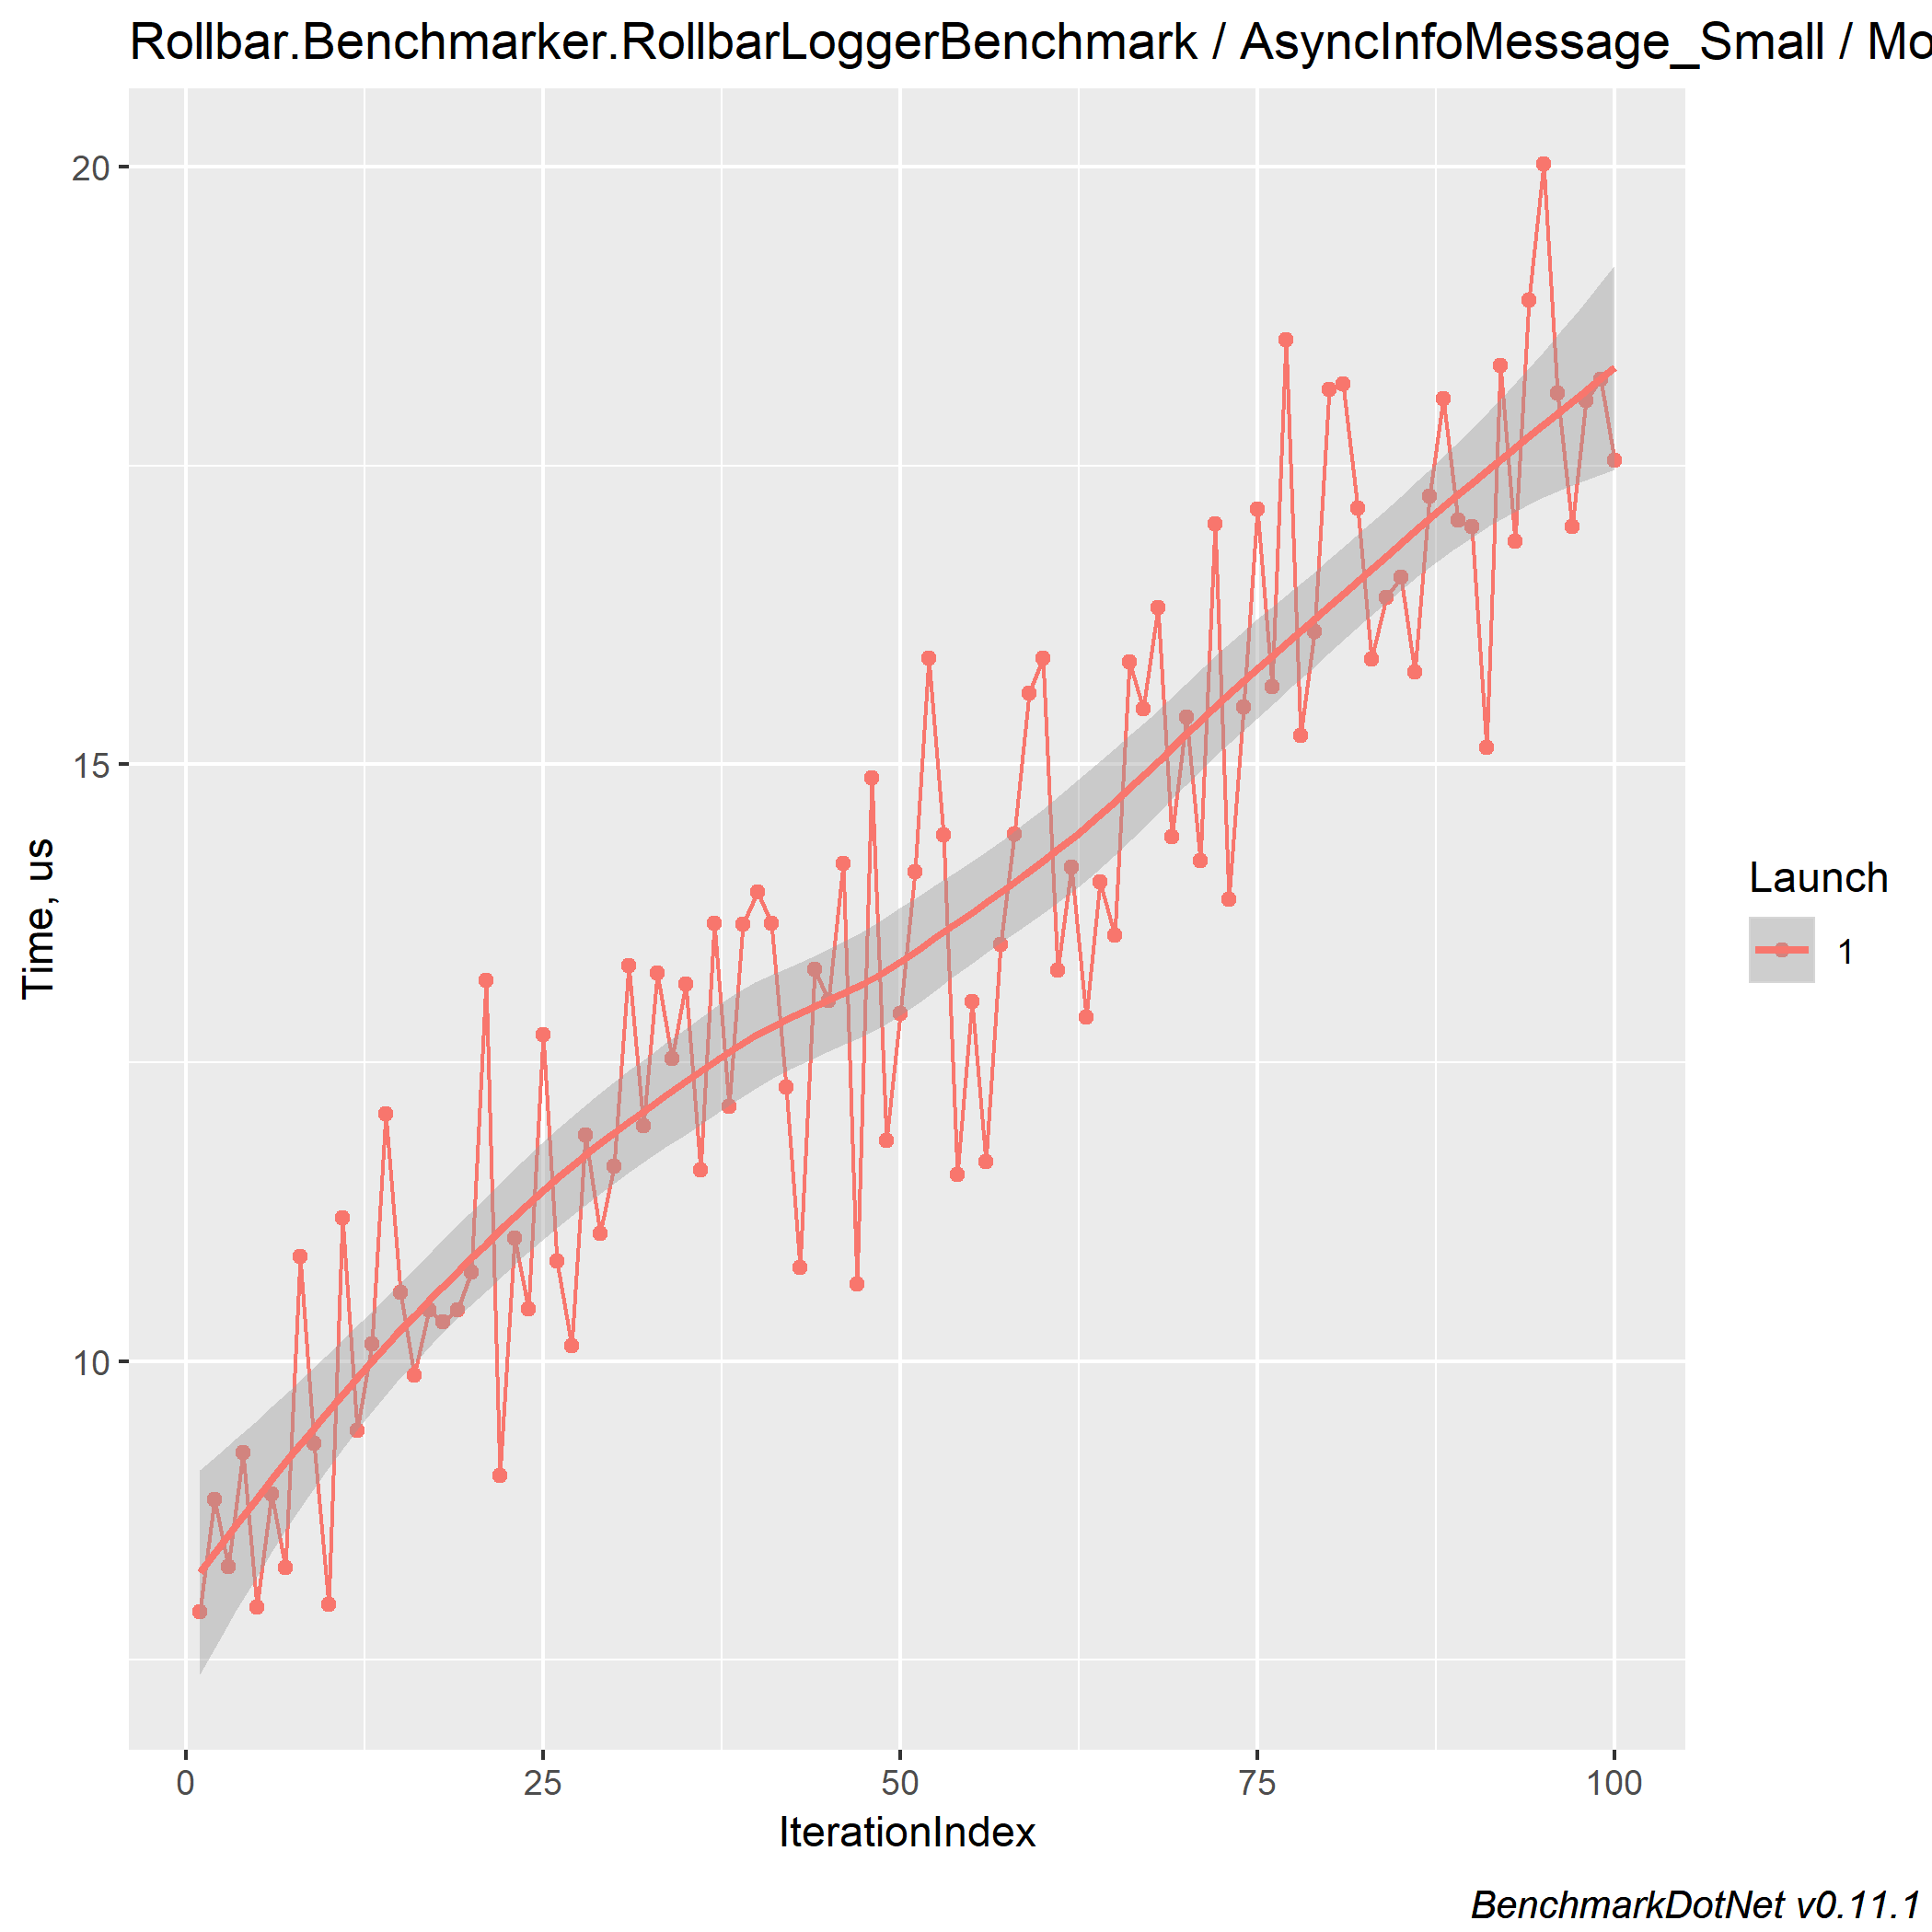 Rollbar.Benchmarker.RollbarLoggerBenchmark / AsyncInfoMessage_Small / Mo
20
15
10
Time, us
0 25 50 75 100
IterationIndex
Launch
1
BenchmarkDotNet v0.11.1